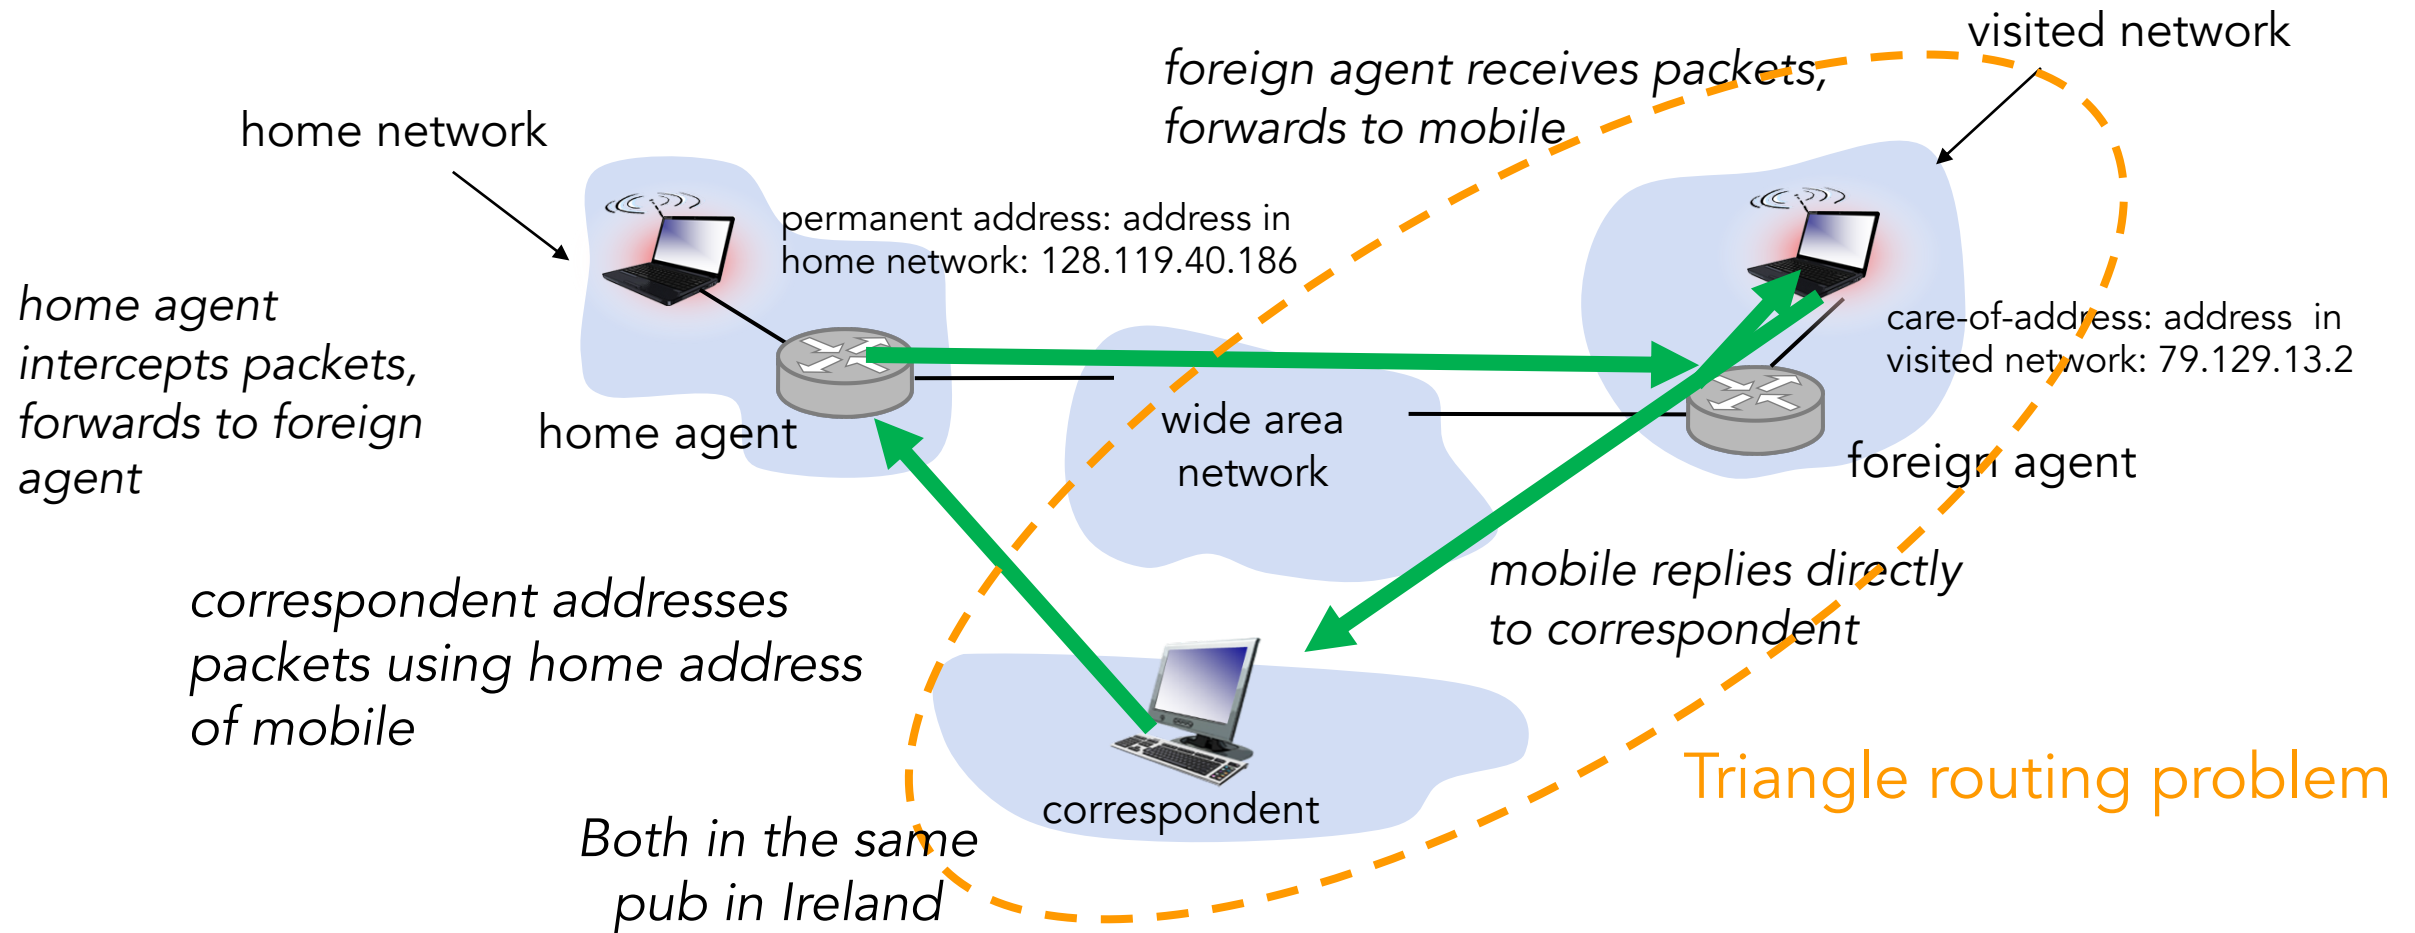 visited network
foreign agent receives packets,
forwards to mobile
home network
permanent address: address in
home network: 128.119.40.186
home agent
intercepts packets,
forwards to foreign
agent
care-of-address: address in
visited network: 79.129.13.2
wide area
network
home agent
foreign agent
mobile replies directly
to correspondent
correspondent addresses
packets using home address
of mobile
Triangle routing problem
correspondent
Both in the same
pub in Ireland